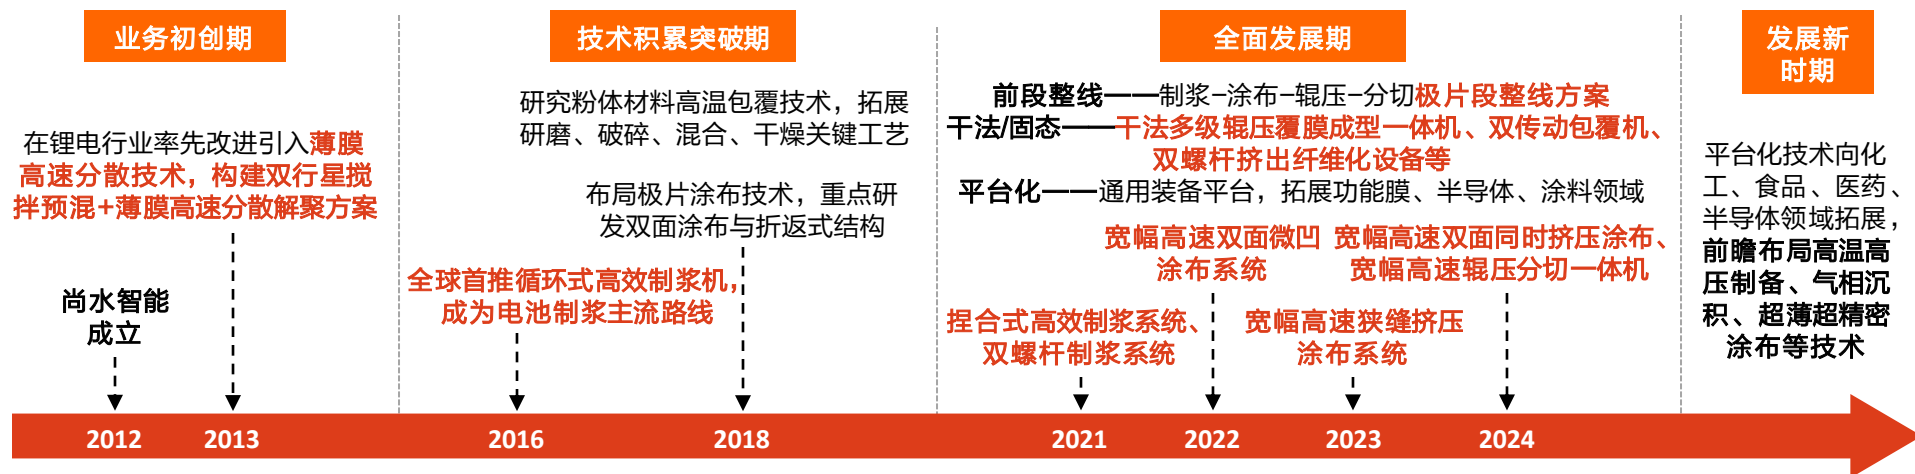 业务初创期
在锂电行业率先改进引入薄膜
高速分散技术，构建双行星搅
拌预混+薄膜高速分散解聚方案
尚水智能
成立
技术积累突破期
研究粉体材料高温包覆技术，拓展
研磨、破碎、混合、干燥关键工艺
布局极片涂布技术，重点研
发双面涂布与折返式结构
全球首推循环式高效制浆机，
成为电池制浆主流路线
全面发展期
前段整线——制浆–涂布–辊压–分切极片段整线方案
干法/固态——干法多级辊压覆膜成型一体机、双传动包覆机、
双螺杆挤出纤维化设备等
平台化——通用装备平台，拓展功能膜、半导体、涂料领域
宽幅高速双面微凹
涂布系统
宽幅高速双面同时挤压涂布、
宽幅高速辊压分切一体机
捏合式高效制浆系统、
双螺杆制浆系统
宽幅高速狭缝挤压
涂布系统
发展新
时期
平台化技术向化
工、食品、医药、
半导体领域拓展，
前瞻布局高温高
压制备、气相沉
积、超薄超精密
涂布等技术
2012 2013 2016 2018 2021 2022 2023 2024